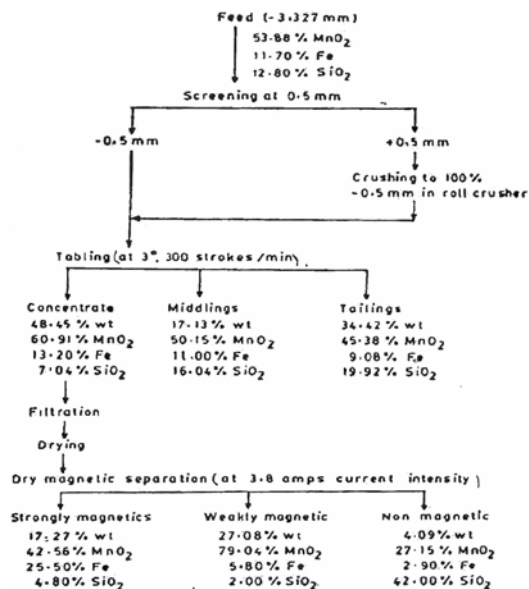 Feed (-3.327 mm)
53.88 % MnO2
11.70 % Fe
12.80 % SiO2
Screening at 0.5 mm
-0.5 mm
+0.5 mm
Crushing to 100%
-0.5 mm in roll crusher
Tabling (at 3°, 300 strokes/min)
Concentrate
48.45 % wt
60.91 % MnO2
13.20 % Fe
7.04 % SiO2
Middlings
17.13 % wt
50.15 % MnO2
11.00 % Fe
16.04 % SiO2
Tailings
34.42 % wt
45.38 % MnO2
9.08 % Fe
19.92 % SiO2
Filtration
Drying
Dry magnetic separation (at 3.8 amps current intensity)
Strongly magnetics
17.27 % wt
42.56 % MnO2
25.50 % Fe
4.80 % SiO2
Weakly magnetic
27.08 % wt
79.04 % MnO2
5.80 % Fe
2.00 % SiO2
Non magnetic
4.09 % wt
27.15 % MnO2
2.90 % Fe
42.00 % SiO2